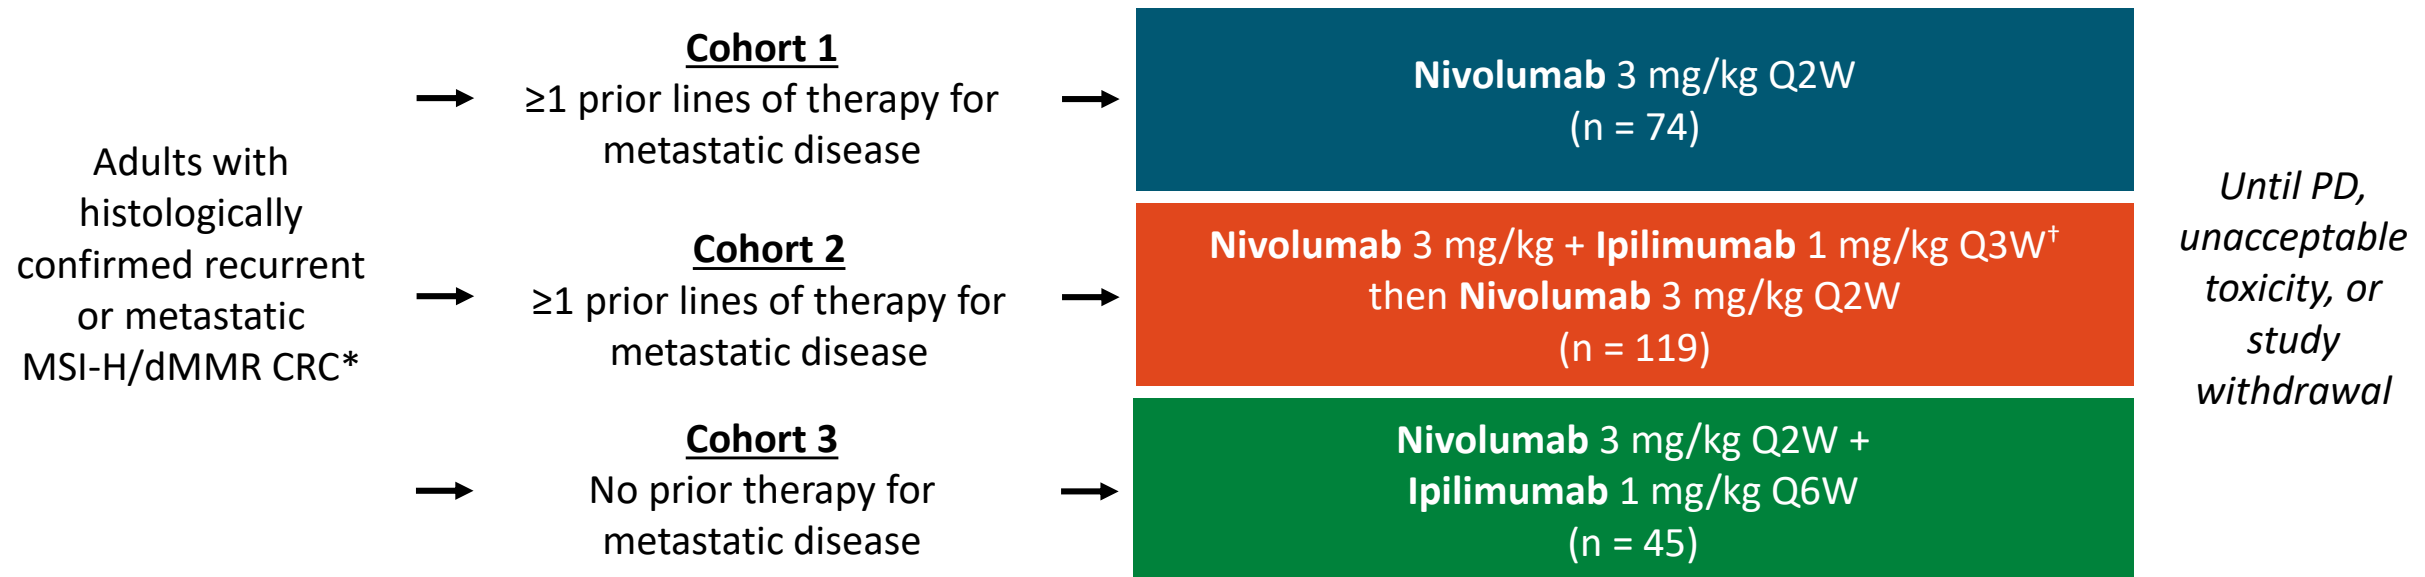 Adults with
histologically
confirmed recurrent
or metastatic
MSI-H/dMMR CRC*
Cohort 1
≥1 prior lines of therapy for
metastatic disease
Nivolumab 3 mg/kg Q2W
(n = 74)
Cohort 2
≥1 prior lines of therapy for
metastatic disease
Nivolumab 3 mg/kg + Ipilimumab 1 mg/kg Q3W†
then Nivolumab 3 mg/kg Q2W
(n = 119)
Cohort 3
No prior therapy for
metastatic disease
Nivolumab 3 mg/kg Q2W +
Ipilimumab 1 mg/kg Q6W
(n = 45)
Until PD,
unacceptable
toxicity, or
study
withdrawal